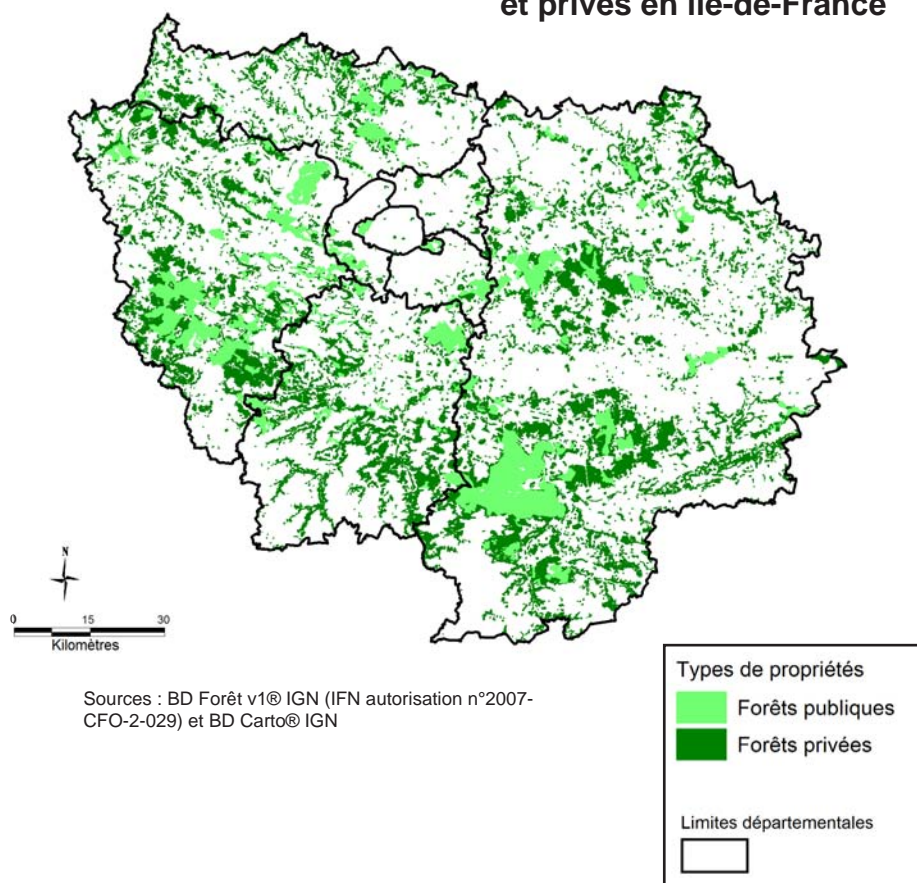 et privés en Ile-de-France
N
0 15 30
Kilomètres
Sources : BD Forêt v1® IGN (IFN autorisation n°2007-
CFO-2-029) et BD Carto® IGN
Types de propriétés
Forêts publiques
Forêts privées
Limites départementales